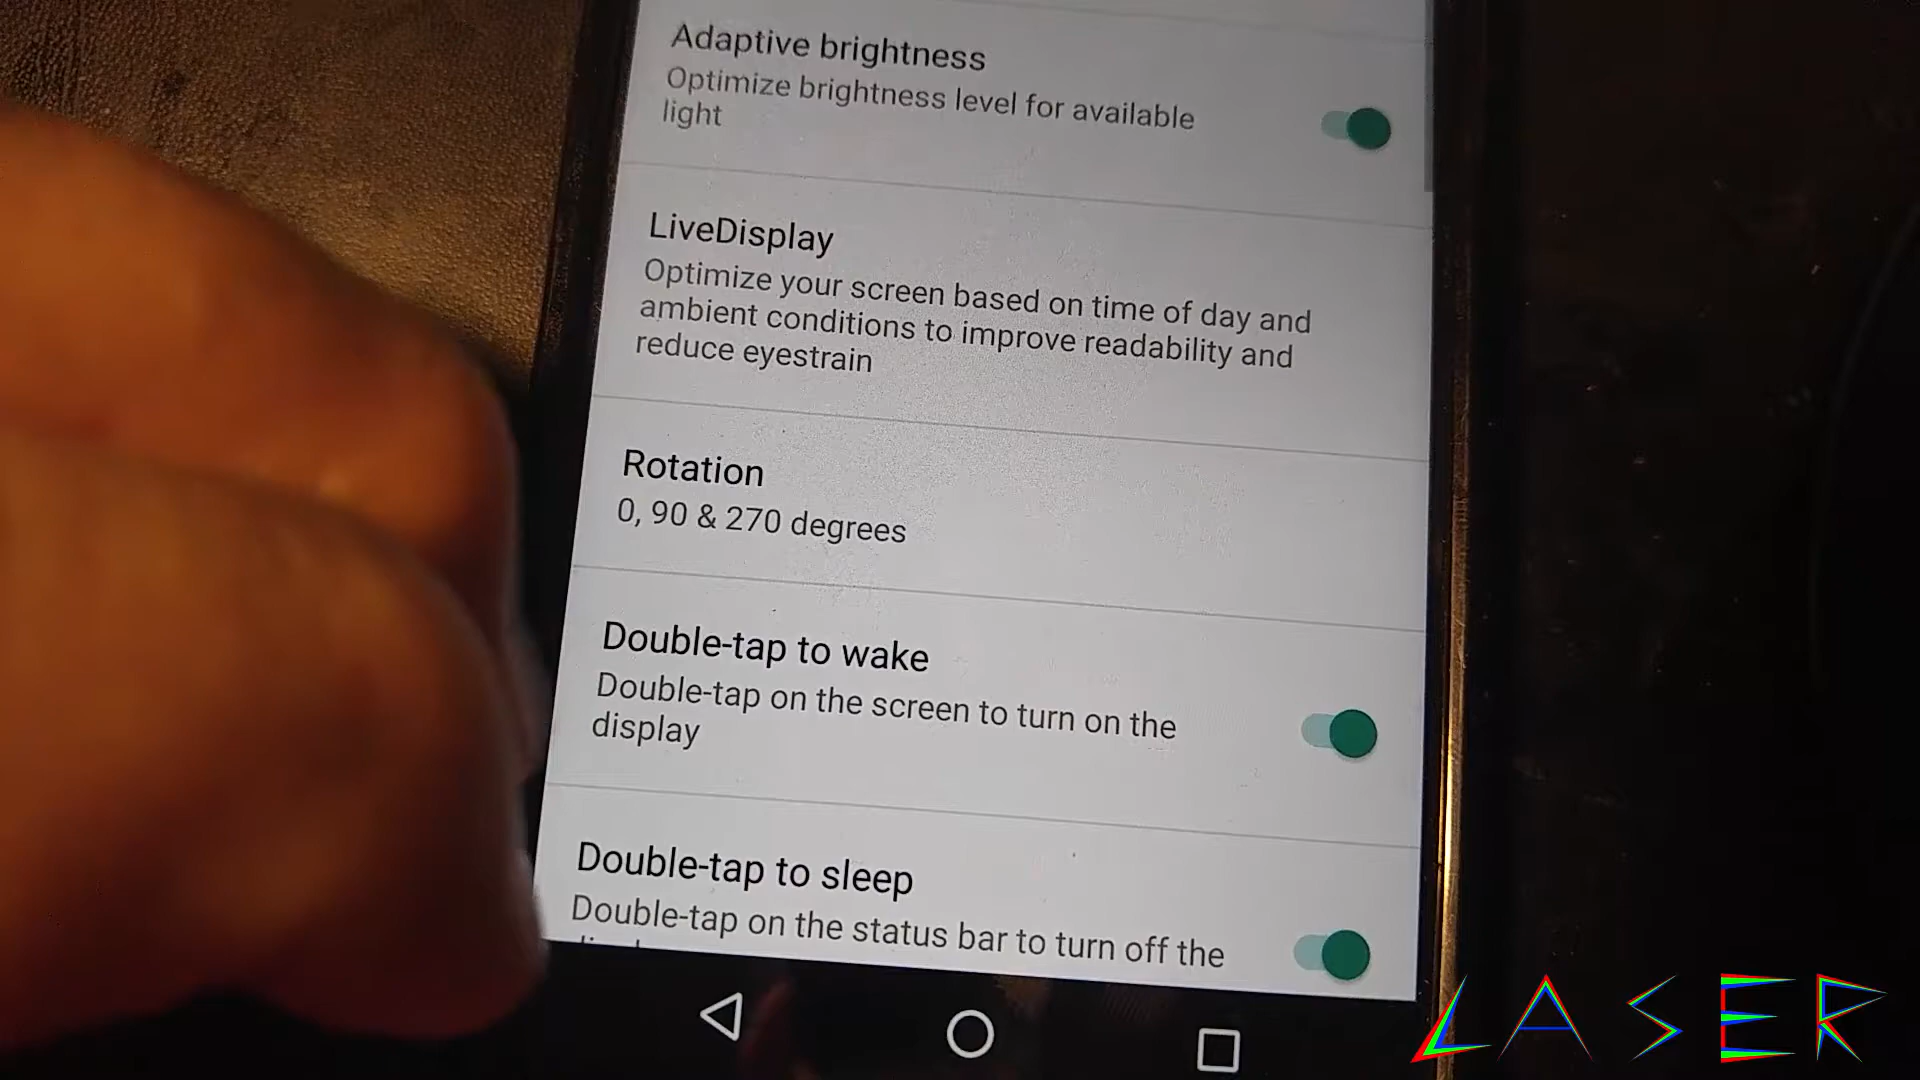 Adaptive brightness
Optimize brightness level for available
light
LiveDisplay
Optimize your screen based on time of day and
ambient conditions to improve readability and
reduce eyestrain
Rotation
0, 90 & 270 degrees
Double-tap to wake
Double-tap on the screen to turn on the
display
Double-tap to sleep
Double-tap on the status bar to turn off the
LASER